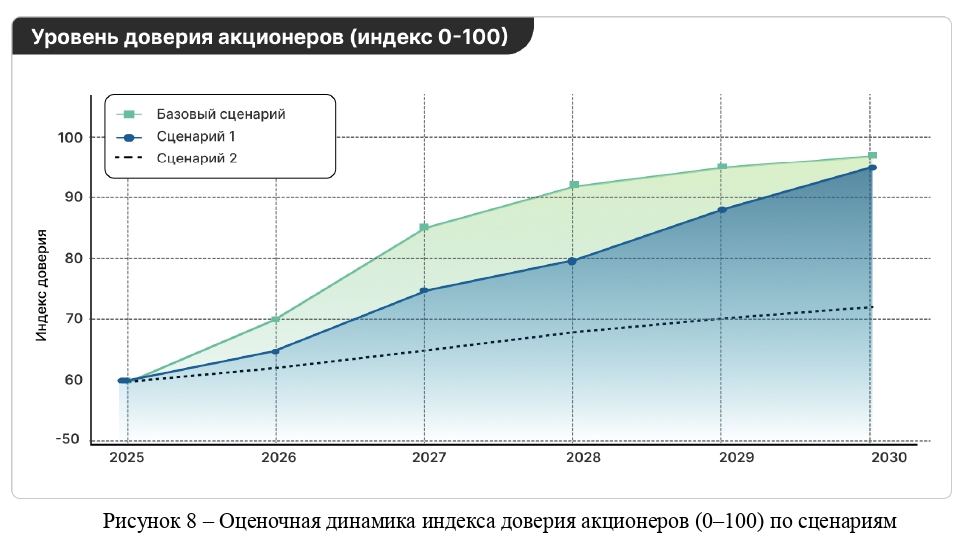 Уровень доверия акционеров (индекс 0-100)
Базовый сценарий
Сценарий 1
Сценарий 2
Индекс доверия
100
90
80
70
60
-50
2025 2026 2027 2028 2029 2030
Рисунок 8 – Оценочная динамика индекса доверия акционеров (0–100) по сценариям